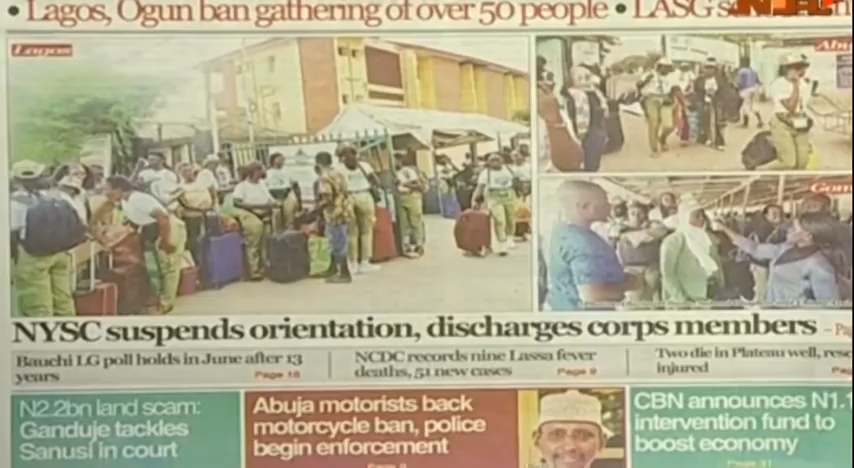 • Lagos, Ogun ban gathering of over 50 people • LASG's
Lagos
NYSC suspends orientation, discharges corps members
Bauchi LG poll holds in June after 13
years
Page 16
NCDC records nine Lassa fever
deaths, 51 new cases
Page 9
Two die in Plateau well,
injured
N2.2bn land scam:
Ganduje tackles
Sanusi in court
Abuja motorists back
motorcycle ban, police
begin enforcement
CBN announces N1.1
intervention fund to
boost economy